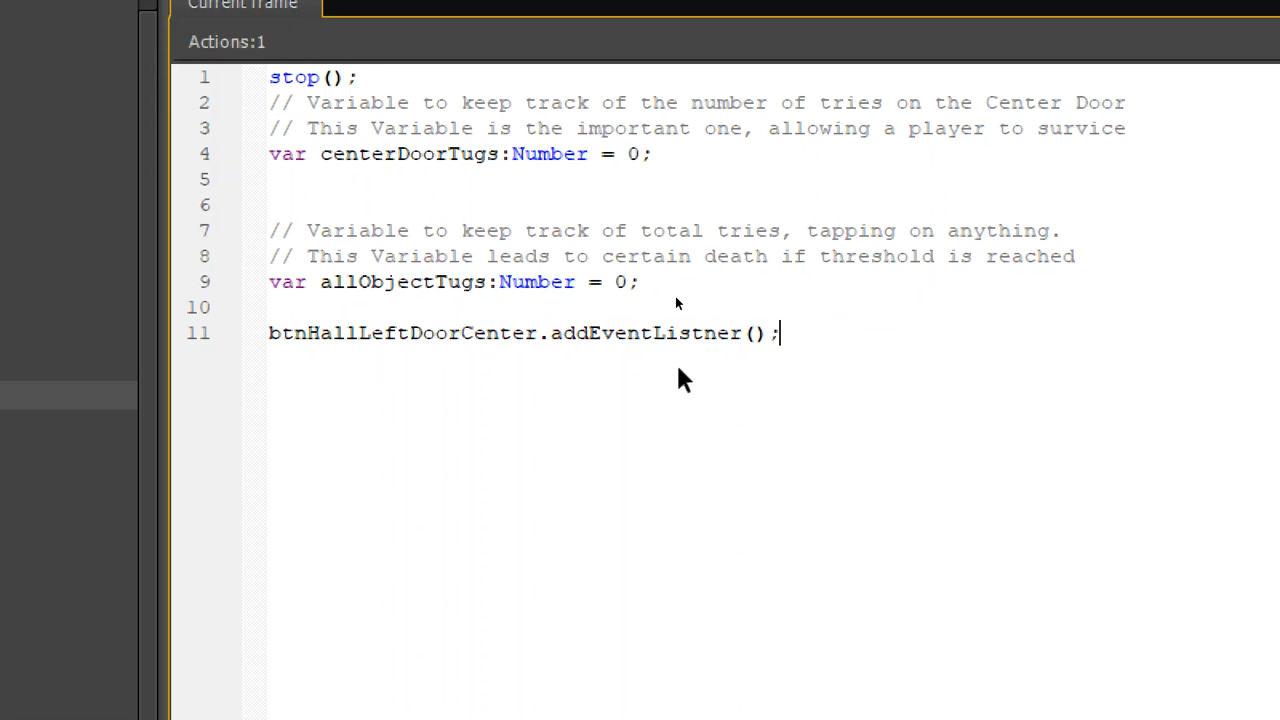 Current frame
Actions:1
1 stop();
2 // Variable to keep track of the number of tries on the Center Door
3 // This Variable is the important one, allowing a player to survice
4 var centerDoorTugs:Number = 0;
5
6
7 // Variable to keep track of total tries, tapping on anything.
8 // This Variable leads to certain death if threshold is reached
9 var allObjectTugs:Number = 0;
10
11 btnHallLeftDoorCenter.addEventListner();